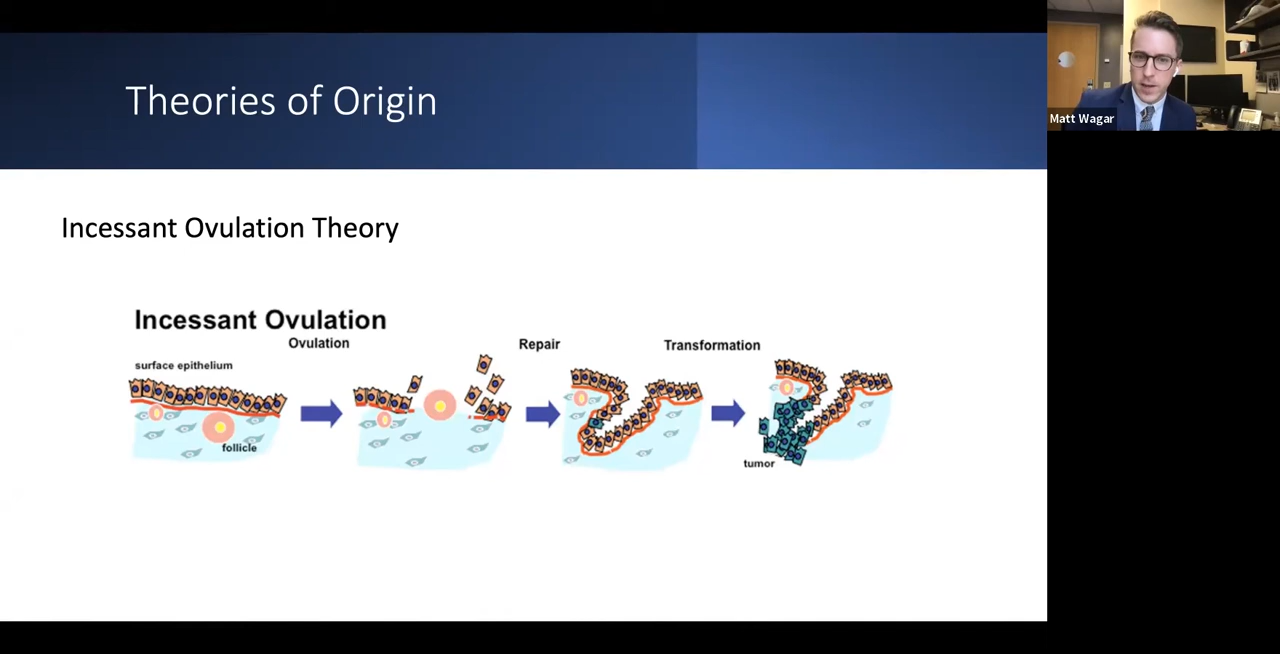 Theories of Origin
Matt Wagar
Incessant Ovulation Theory
Incessant Ovulation
Ovulation
Repair
Transformation
surface epithelium
follicle
tumor